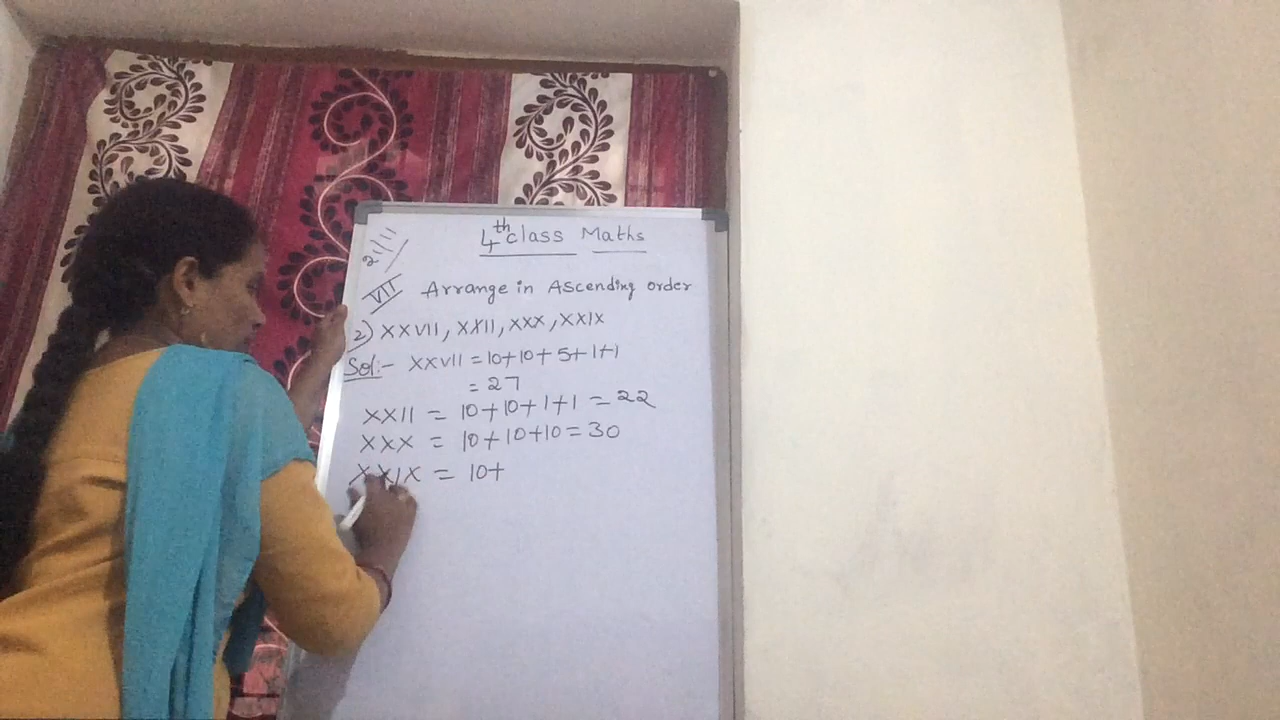 21/11
4th class Maths
VII Arrange in Ascending order
2) XXVII, XXII, XXX, XXIX
Sol:- XXVII = 10+10+5+1+1
= 27
XXII = 10+10+1+1 = 22
XXX = 10+10+10 = 30
XXIX = 10+